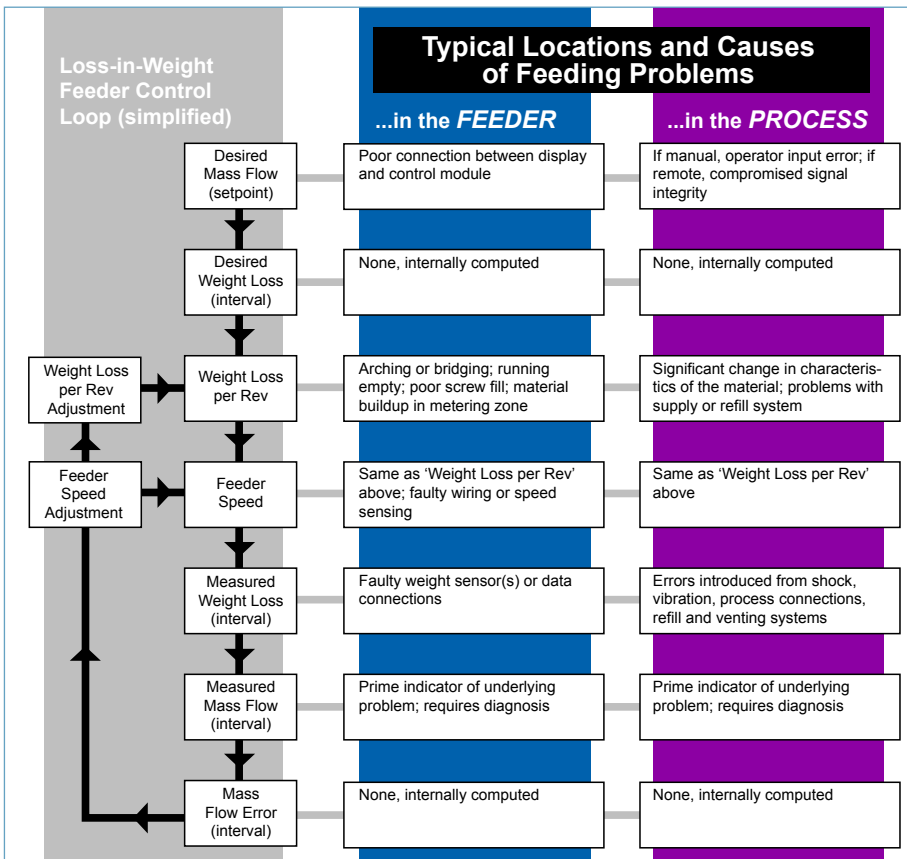 Typical Locations and Causes
of Feeding Problems
Loss-in-Weight
Feeder Control
Loop (simplified)
...in the FEEDER
...in the PROCESS
Desired
Mass Flow
(setpoint)
Poor connection between display
and control module
If manual, operator input error; if
remote, compromised signal
integrity
Desired
Weight Loss
(interval)
None, internally computed
None, internally computed
Weight Loss
per Rev
Adjustment
Weight Loss
per Rev
Arching or bridging; running
empty; poor screw fill; material
buildup in metering zone
Significant change in characteris-
tics of the material; problems with
supply or refill system
Feeder
Speed
Adjustment
Feeder
Speed
Same as ‘Weight Loss per Rev’
above; faulty wiring or speed
sensing
Same as ‘Weight Loss per Rev’
above
Measured
Weight Loss
(interval)
Faulty weight sensor(s) or data
connections
Errors introduced from shock,
vibration, process connections,
refill and venting systems
Measured
Mass Flow
(interval)
Prime indicator of underlying
problem; requires diagnosis
Prime indicator of underlying
problem; requires diagnosis
Mass
Flow Error
(interval)
None, internally computed
None, internally computed